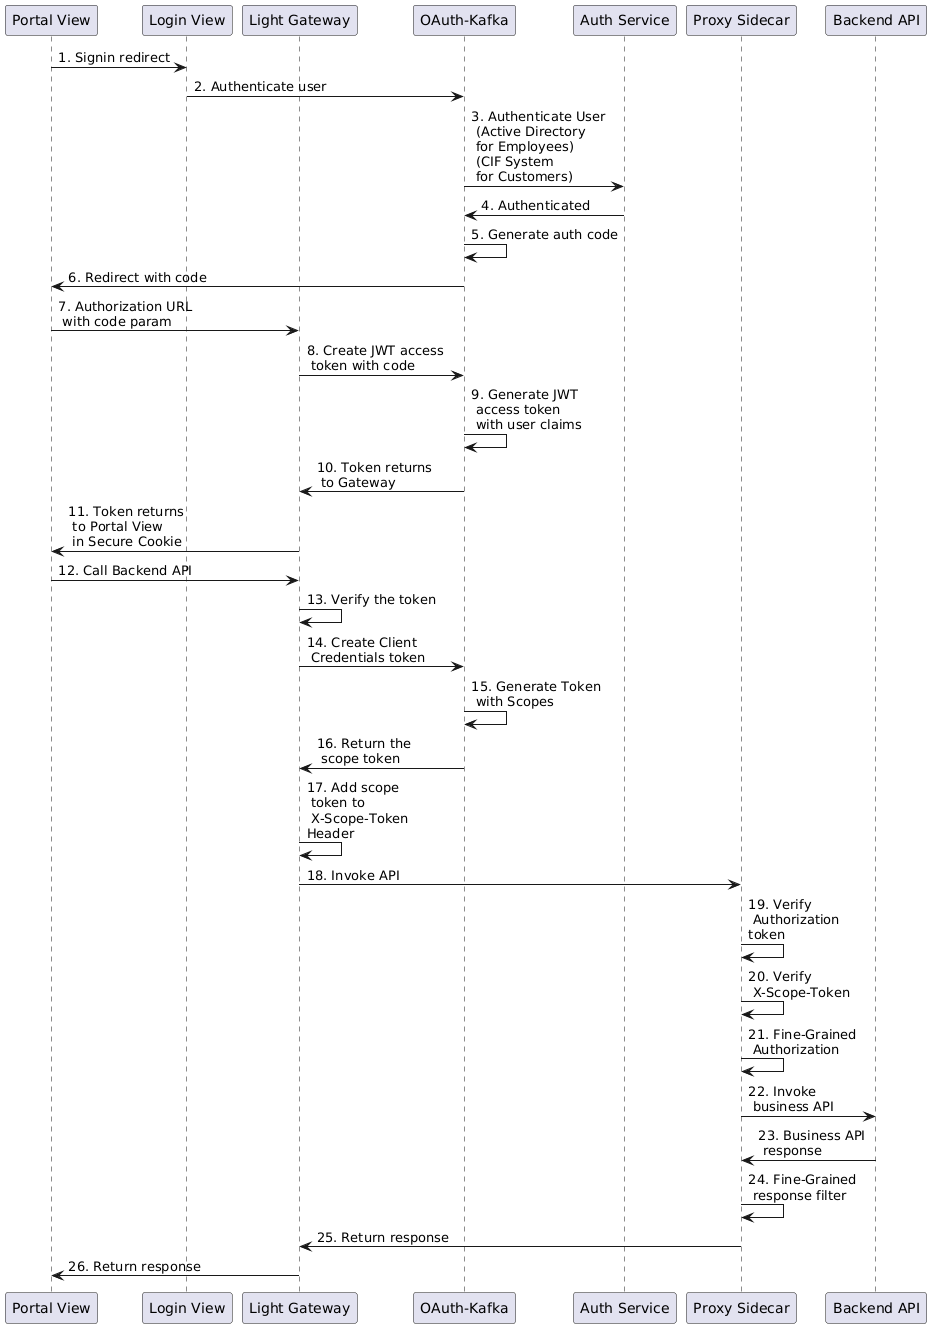 Portal View
Login View
Light Gateway
OAuth-Kafka
Auth Service
Proxy Sidecar
Backend API
1. Signin redirect
2. Authenticate user
3. Authenticate User
(Active Directory
for Employees)
(CIF System
for Customers)
4. Authenticated
5. Generate auth code
6. Redirect with code
7. Authorization URL
with code param
8. Create JWT access
token with code
9. Generate JWT
access token
with user claims
10. Token returns
to Gateway
11. Token returns
to Portal View
in Secure Cookie
12. Call Backend API
13. Verify the token
14. Create Client
Credentials token
15. Generate Token
with Scopes
16. Return the
scope token
17. Add scope
token to
X-Scope-Token
Header
18. Invoke API
19. Verify
Authorization
token
20. Verify
X-Scope-Token
21. Fine-Grained
Authorization
22. Invoke
business API
23. Business API
response
24. Fine-Grained
response filter
25. Return response
26. Return response
Portal View
Login View
Light Gateway
OAuth-Kafka
Auth Service
Proxy Sidecar
Backend API